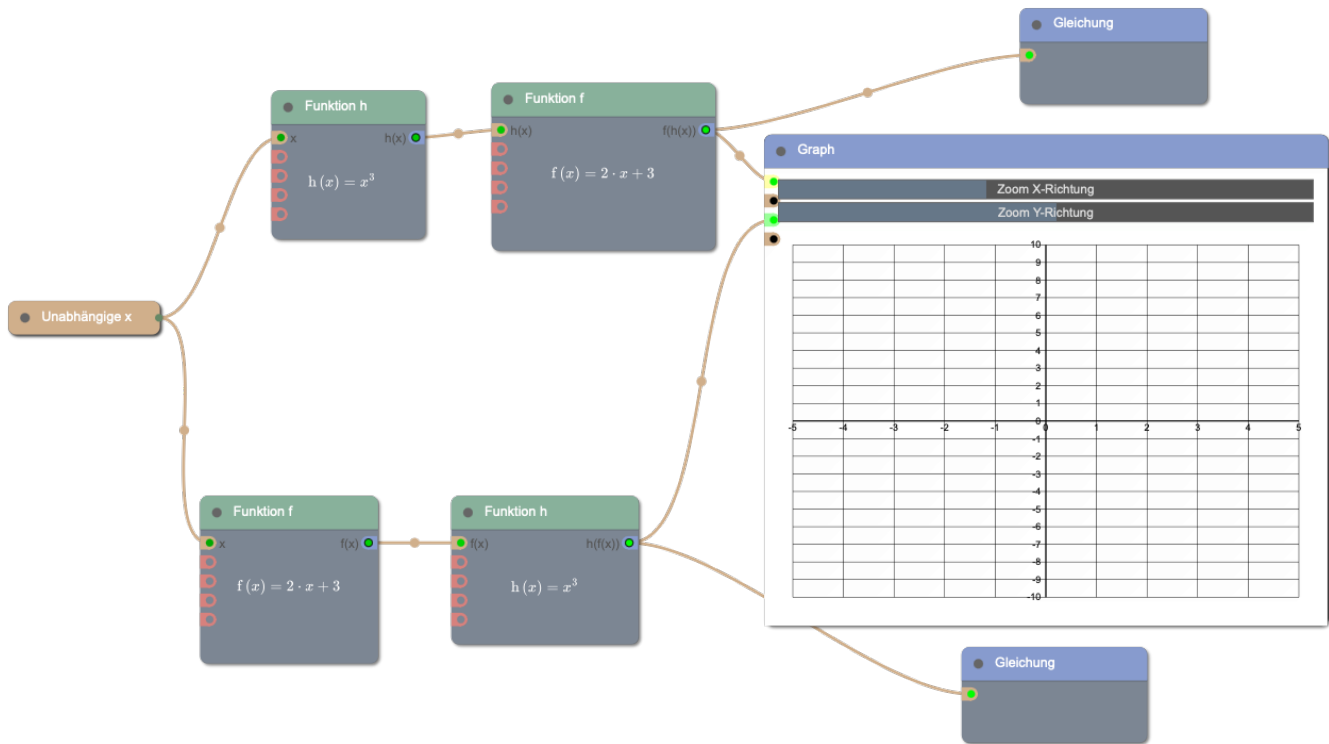 Gleichung
Funktion h
x
h(x)
h(x) = x³
Funktion f
h(x)
f(h(x))
f(x) = 2 · x + 3
Graph
Zoom X-Richtung
Zoom Y-Richtung
10
9
8
7
6
5
4
3
2
1
-5 -4 -3 -2 -1 0 1 2 3 4 5
-1
-2
-3
-4
-5
-6
-7
-8
-9
-10
Unabhängige x
Funktion f
x
f(x)
f(x) = 2 · x + 3
Funktion h
f(x)
h(f(x))
h(x) = x³
Gleichung